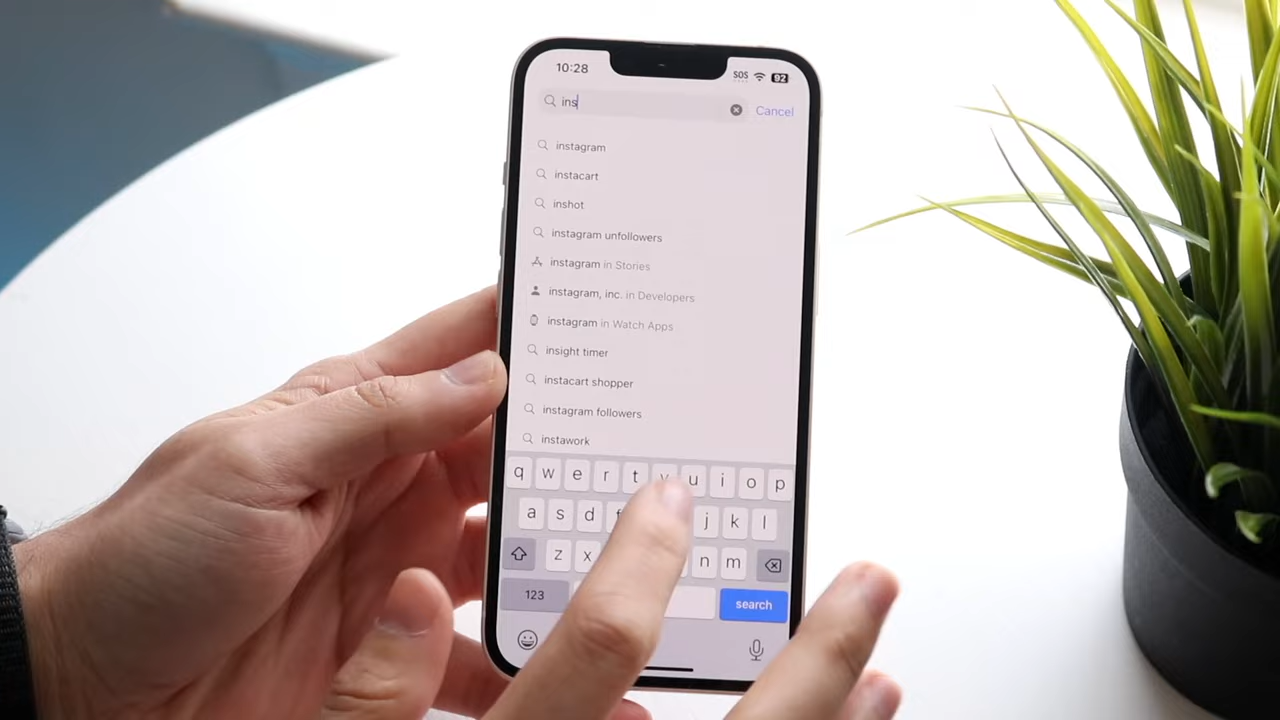 10:28 SOS 92
ins Cancel
instagram
instacart
inshot
instagram unfollowers
instagram in Stories
instagram, inc. in Developers
instagram in Watch Apps
insight timer
instacart shopper
instagram followers
instawork
q w e r t y u i o p
a s d f j k l
z x n m
123 search